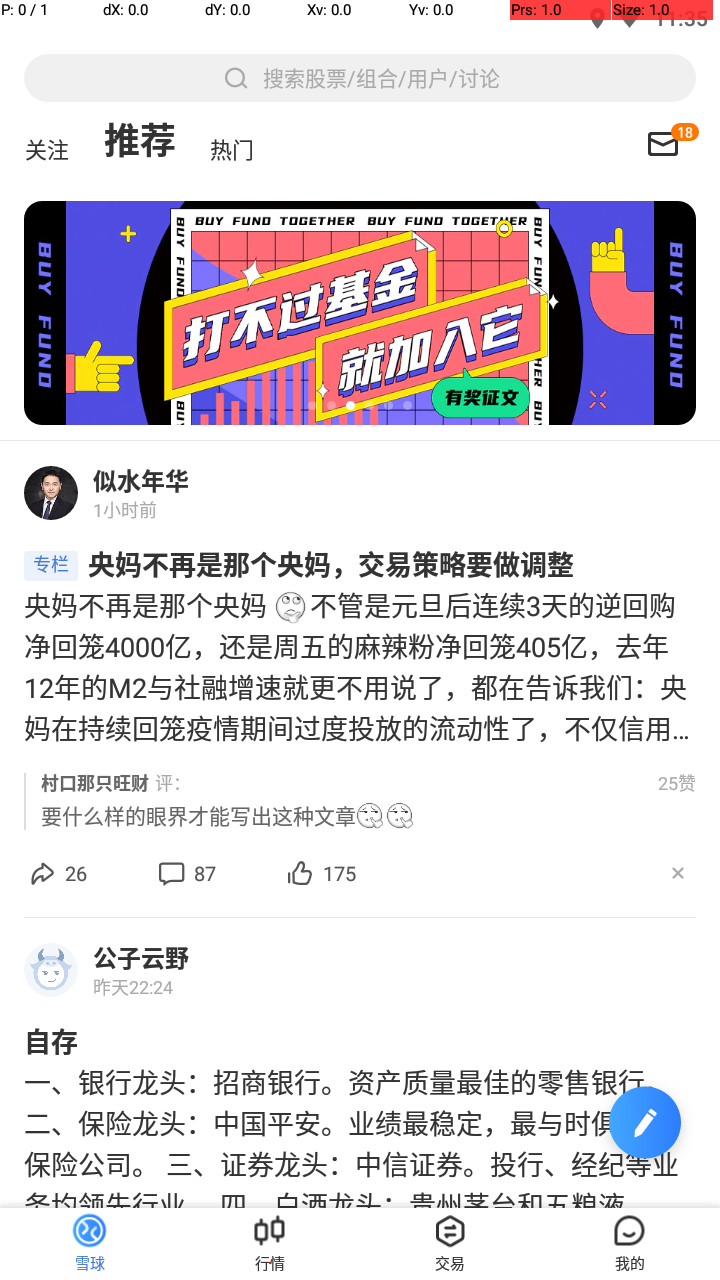 P: 0 / 1 dX: 0.0 dY: 0.0 Xv: 0.0 Yv: 0.0 Prs: 1.0 Size: 1.0
11:35
搜索股票/组合/用户/讨论
关注 推荐 热门
18
BUY FUND TOGETHER BUY FUND TOGETHER
BUY FUND
BUY FUND
打不过基金
就加入它
有奖征文
似水年华
1小时前
专栏 央妈不再是那个央妈，交易策略要做调整
央妈不再是那个央妈 不管是元旦后连续3天的逆回购
净回笼4000亿，还是周五的麻辣粉净回笼405亿，去年
12年的M2与社融增速就更不用说了，都在告诉我们：央
妈在持续回笼疫情期间过度投放的流动性了，不仅信用...
村口那只旺财 评：
25赞
要什么样的眼界才能写出这种文章
26 87 175
公子云野
昨天22:24
自存
一、银行龙头：招商银行。资产质量最佳的零售银行。
二、保险龙头：中国平安。业绩最稳定，最与时俱
保险公司。 三、证券龙头：中信证券。投行、经纪等业
务均领先行业。 四、白酒龙头：贵州茅台和五粮液
雪球 行情 交易 我的